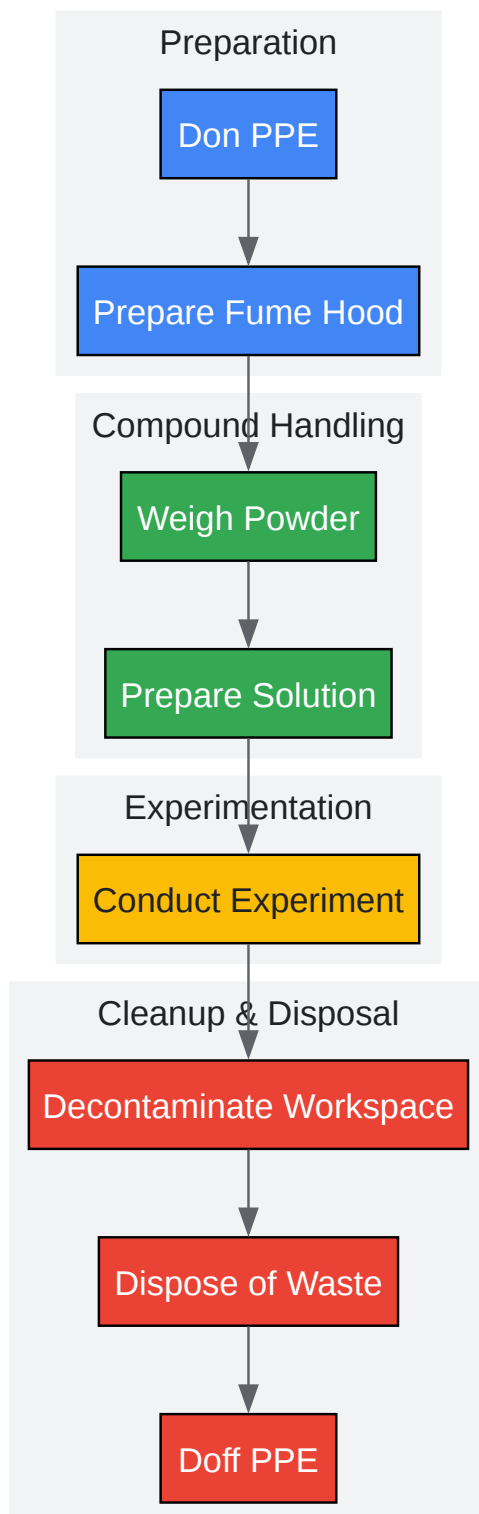 Preparation
Don PPE
Prepare Fume Hood
Compound Handling
Weigh Powder
Prepare Solution
Experimentation
Conduct Experiment
Cleanup & Disposal
Decontaminate Workspace
Dispose of Waste
Doff PPE